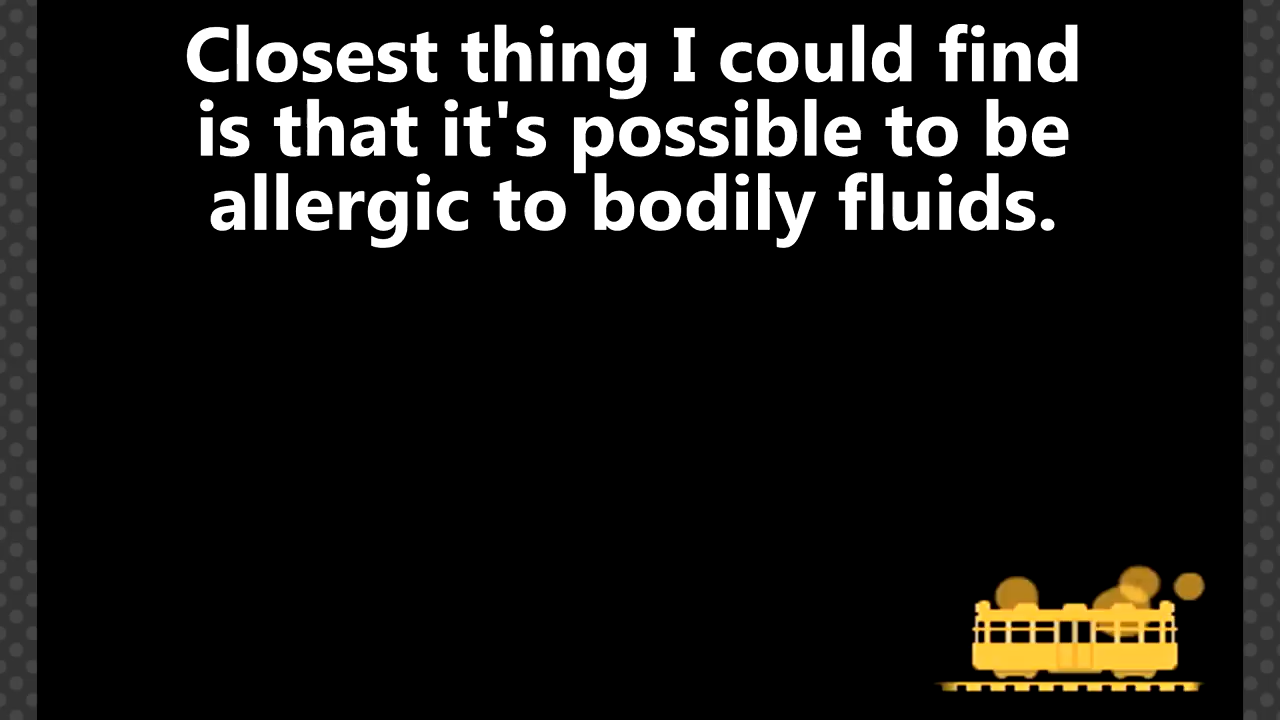 Closest thing I could find
is that it's possible to be
allergic to bodily fluids.